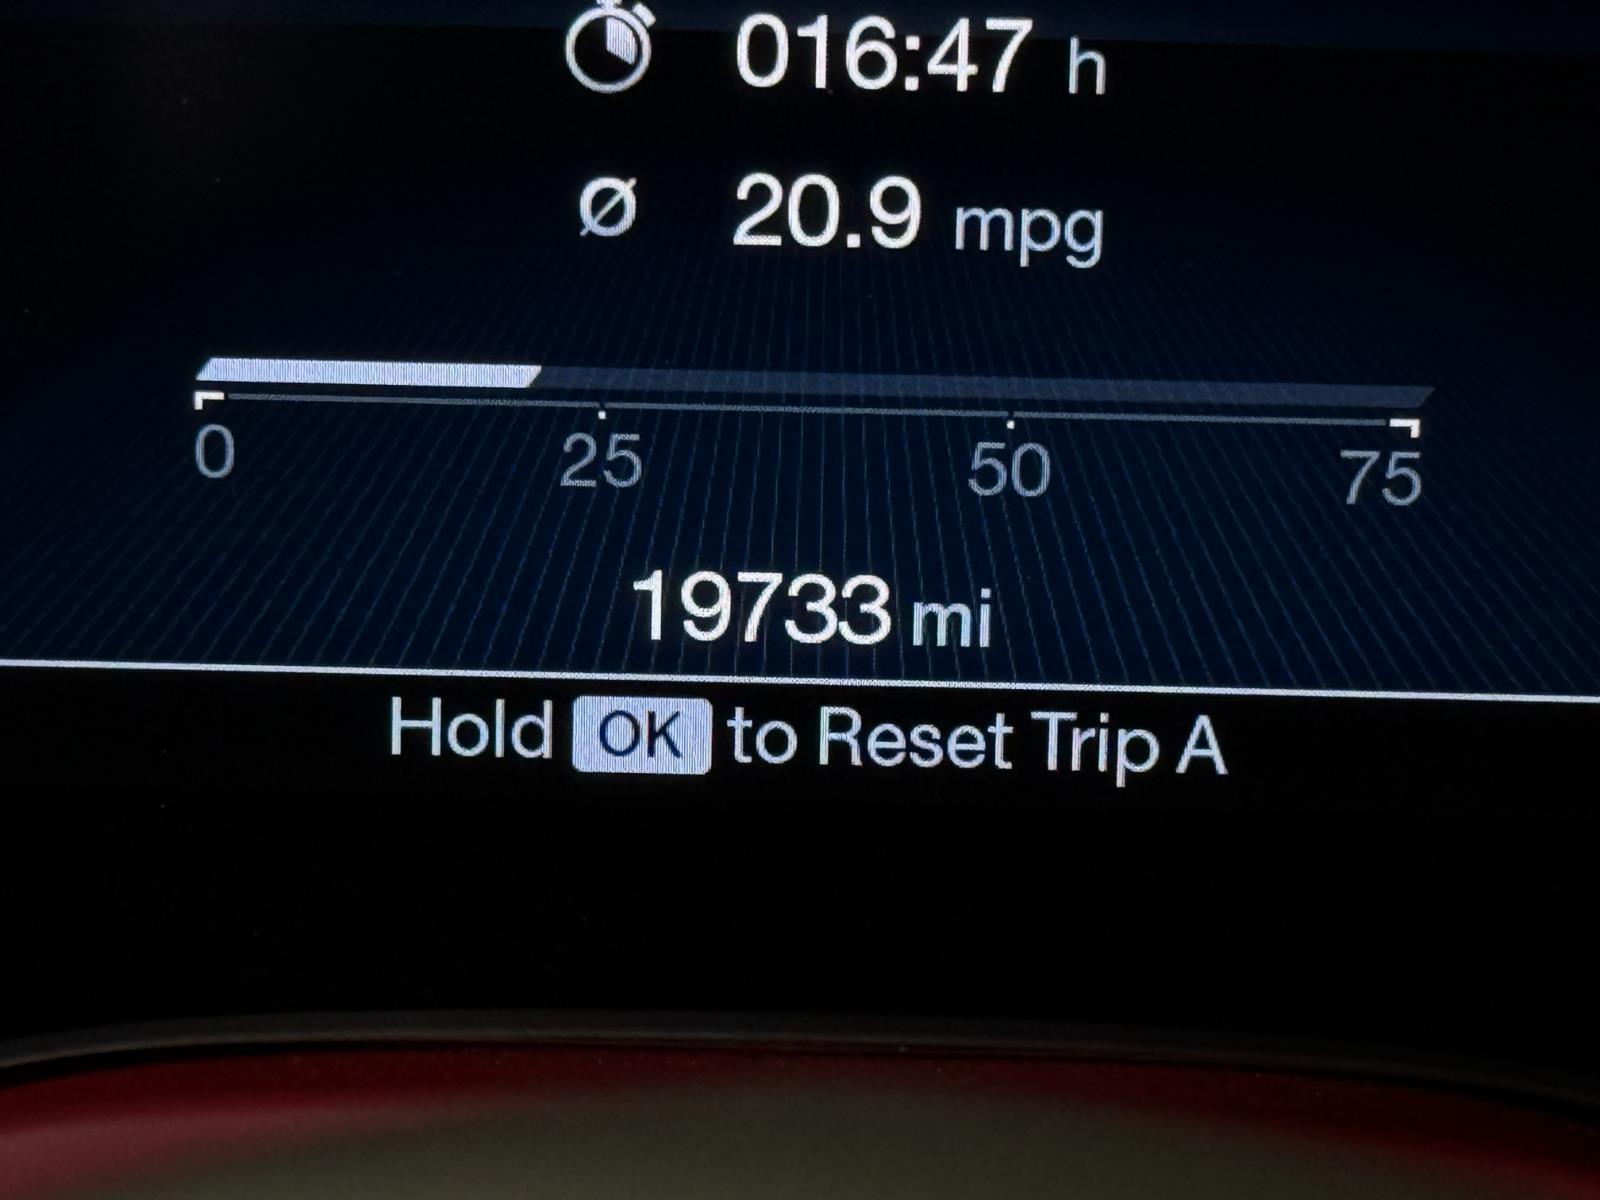 016:47 h
Ø 20.9 mpg
0 25 50 75
19733 mi
Hold OK to Reset Trip A